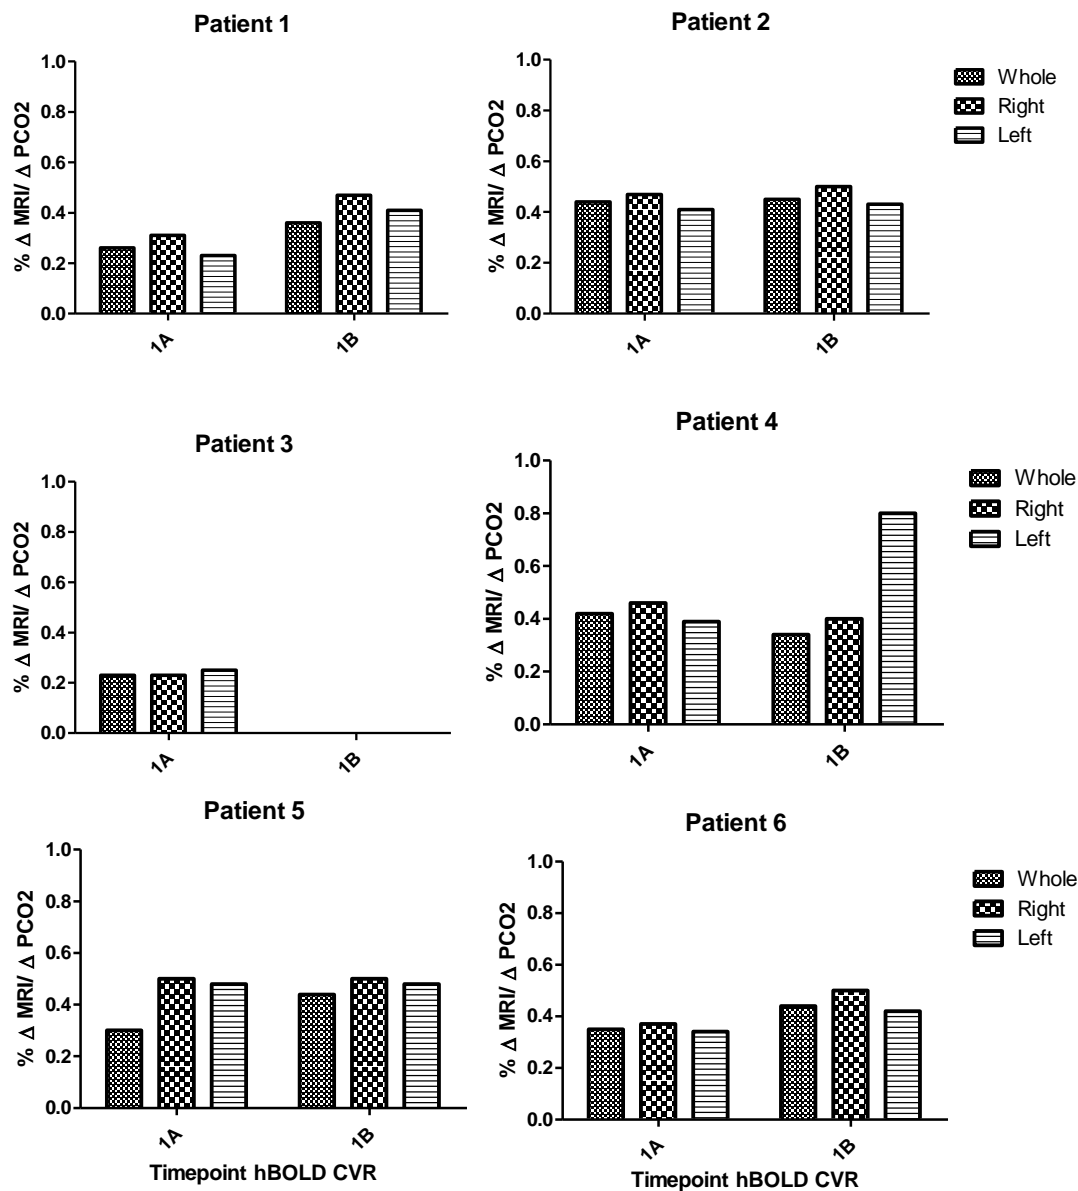 Patient 1
% Δ MRI/ Δ PCO2
1.0
0.8
0.6
0.4
0.2
0.0
1A
1B
Patient 2
% Δ MRI/ Δ PCO2
1.0
0.8
0.6
0.4
0.2
0.0
1A
1B
Whole
Right
Left
Patient 3
% Δ MRI/ Δ PCO2
1.0
0.8
0.6
0.4
0.2
0.0
1A
1B
Patient 4
% Δ MRI/ Δ PCO2
1.0
0.8
0.6
0.4
0.2
0.0
1A
1B
Whole
Right
Left
Patient 5
% Δ MRI/ Δ PCO2
1.0
0.8
0.6
0.4
0.2
0.0
1A
1B
Timepoint hBOLD CVR
Patient 6
% Δ MRI/ Δ PCO2
1.0
0.8
0.6
0.4
0.2
0.0
1A
1B
Timepoint hBOLD CVR
Whole
Right
Left